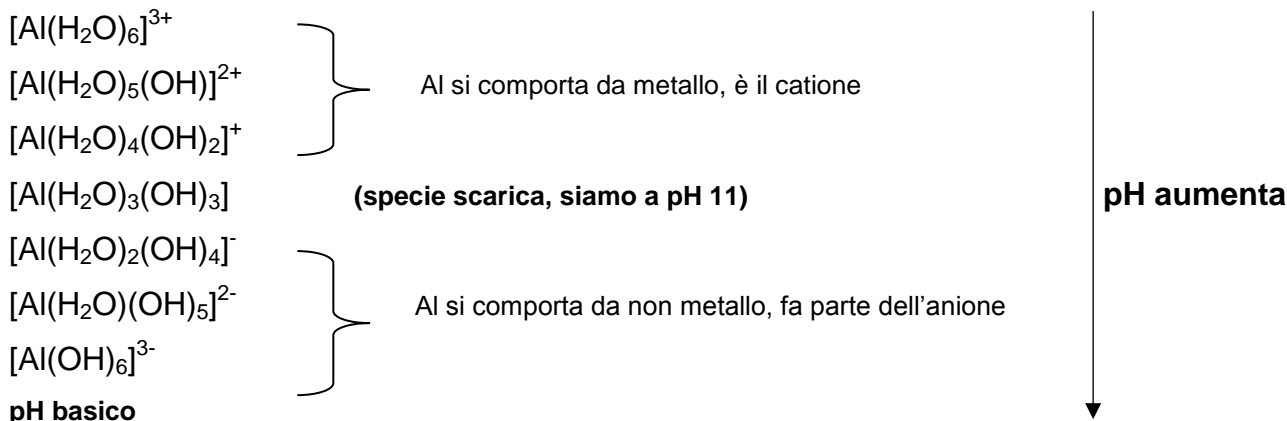 [Al(H₂O)₆]³⁺
[Al(H₂O)₅(OH)]²⁺ Al si comporta da metallo, è il catione
[Al(H₂O)₄(OH)₂]⁺
[Al(H₂O)₃(OH)₃] (specie scarica, siamo a pH 11) pH aumenta
[Al(H₂O)₂(OH)₄]⁻
[Al(H₂O)(OH)₅]²⁻ Al si comporta da non metallo, fa parte dell’anione
[Al(OH)₆]³⁻
pH basico